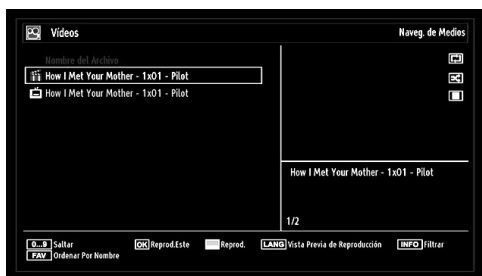 Vídeos
Naveg. de Medios
Nombre del Archivo
How I Met Your Mother - 1x01 - Pilot
How I Met Your Mother - 1x01 - Pilot
How I Met Your Mother - 1x01 - Pilot
1/2
0...9 Saltar OK Reprod.Este Reprod. LANG Vista Previa de Reproducción INFO Filtrar
FAV Ordenar Por Nombre